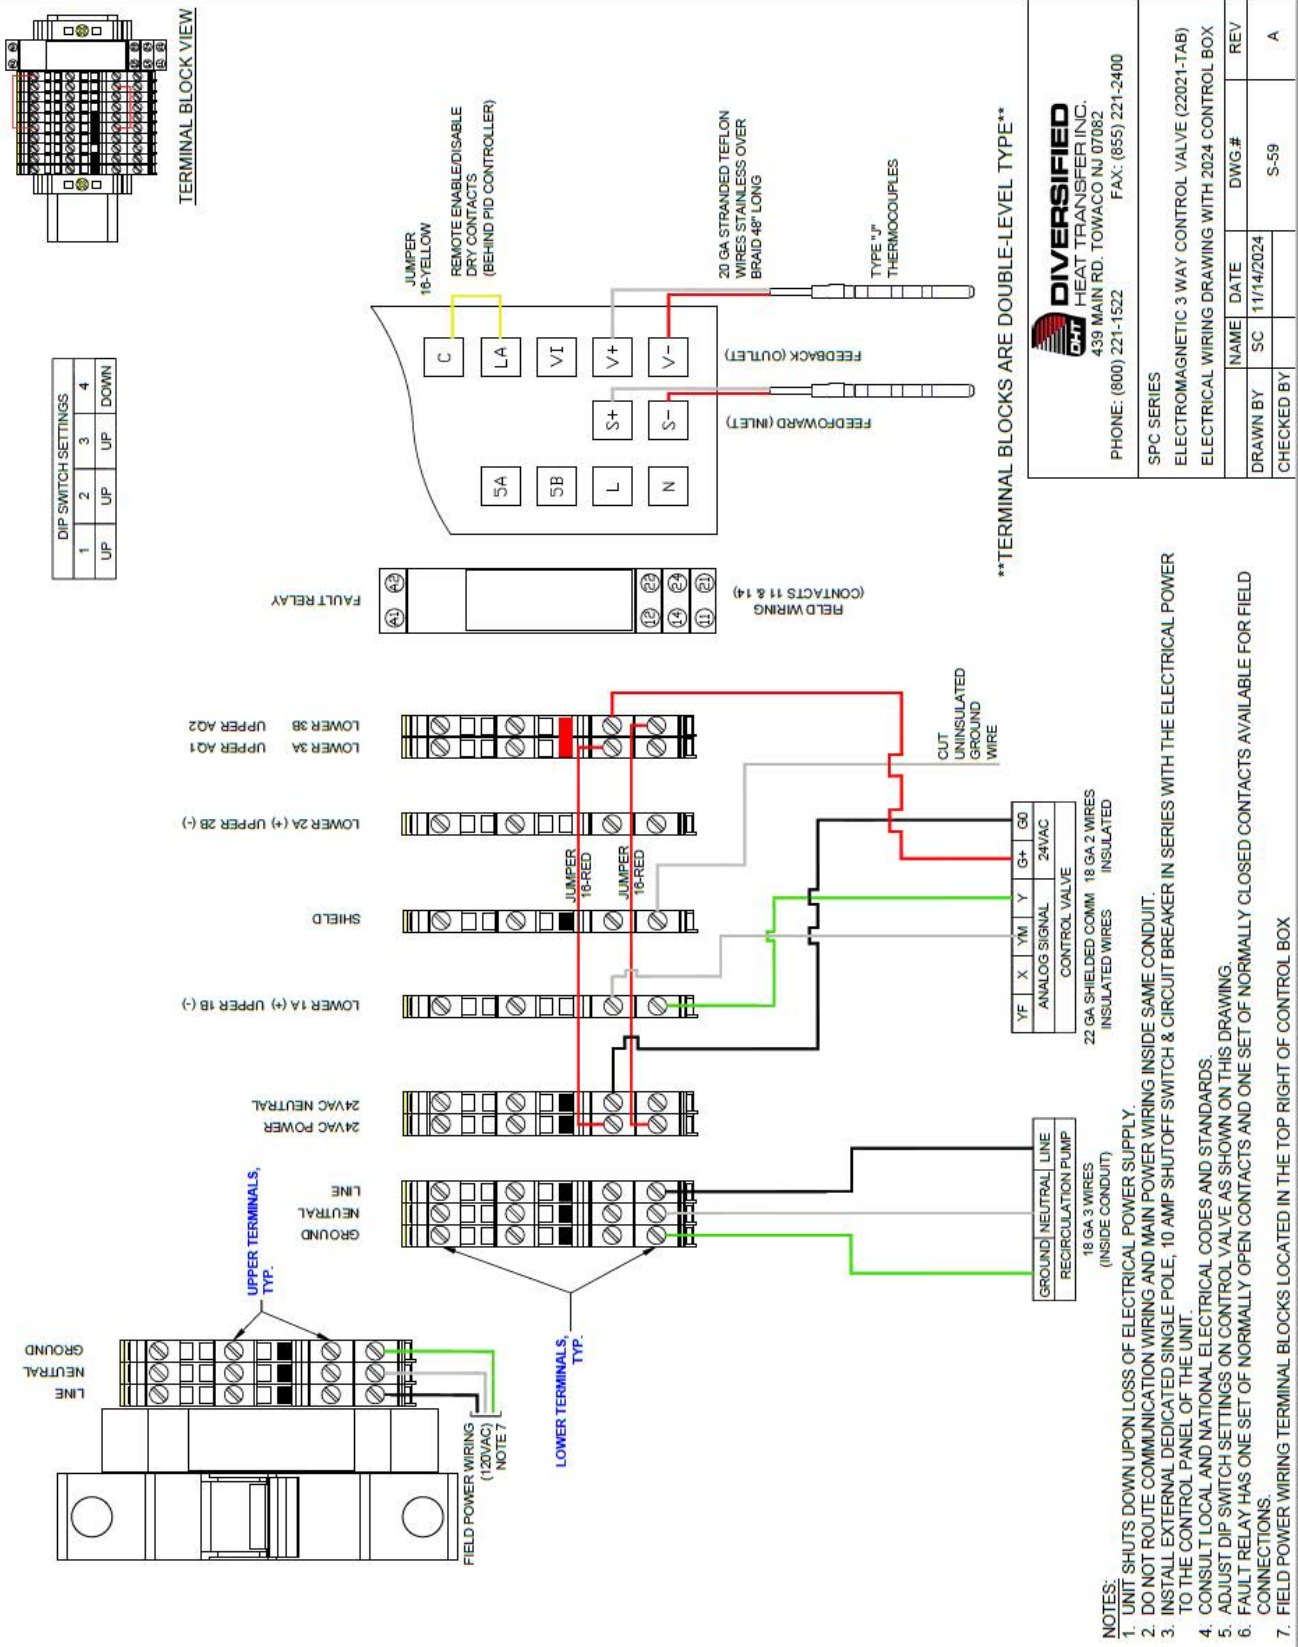 TERMINAL BLOCK VIEW
DIP SWITCH SETTINGS
1 2 3 4
UP UP UP DOWN
GROUND
NEUTRAL
LINE
UPPER TERMINALS,
TYP.
LOWER TERMINALS,
TYP.
FIELD POWER WIRING
(120VAC)
NOTE 7
LINE
NEUTRAL
GROUND
24VAC NEUTRAL
24VAC POWER
LOWER 1A (+) UPPER 1B (-)
SHIELD
LOWER 2A (+) UPPER 2B (-)
LOWER 3B UPPER AQ2
LOWER 3A UPPER AQ1
JUMPER
16-RED
JUMPER
16-RED
CUT
UNINSULATED
GROUND
WIRE
FAULT RELAY
A1 A2
12 22
14 24
11 21
FIELD WIRING
(CONTACTS 11 & 14)
JUMPER
16-YELLOW
REMOTE ENABLE/DISABLE
DRY CONTACTS
(BEHIND PID CONTROLLER)
C
LA
VI
V+
V-
S+
S-
5A
5B
L
N
FEEDBACK (OUTLET)
FEEDFOWARD (INLET)
20 GA STRANDED TEFLON
WIRES STAINLESS OVER
BRAID 48" LONG
TYPE "J"
THERMOCOUPLES
GROUND NEUTRAL LINE
RECIRCULATION PUMP
18 GA 3 WIRES
(INSIDE CONDUIT)
YF X YM Y G+ G0
ANALOG SIGNAL 24VAC
CONTROL VALVE
22 GA SHIELDED COMM
INSULATED WIRES
18 GA 2 WIRES
INSULATED
**TERMINAL BLOCKS ARE DOUBLE-LEVEL TYPE**
NOTES:
1. UNIT SHUTS DOWN UPON LOSS OF ELECTRICAL POWER SUPPLY.
2. DO NOT ROUTE COMMUNICATION WIRING AND MAIN POWER WIRING INSIDE SAME CONDUIT.
3. INSTALL EXTERNAL DEDICATED SINGLE POLE, 10 AMP SHUTOFF SWITCH & CIRCUIT BREAKER IN SERIES WITH THE ELECTRICAL POWER
TO THE CONTROL PANEL OF THE UNIT.
4. CONSULT LOCAL AND NATIONAL ELECTRICAL CODES AND STANDARDS.
5. ADJUST DIP SWITCH SETTINGS ON CONTROL VALVE AS SHOWN ON THIS DRAWING.
6. FAULT RELAY HAS ONE SET OF NORMALLY OPEN CONTACTS AND ONE SET OF NORMALLY CLOSED CONTACTS AVAILABLE FOR FIELD
CONNECTIONS.
7. FIELD POWER WIRING TERMINAL BLOCKS LOCATED IN THE TOP RIGHT OF CONTROL BOX
DHT
DIVERSIFIED
HEAT TRANSFER INC.
439 MAIN RD. TOWACO NJ 07082
PHONE: (800) 221-1522 FAX: (855) 221-2400
SPC SERIES
ELECTROMAGNETIC 3 WAY CONTROL VALVE (22021-TAB)
ELECTRICAL WIRING DRAWING WITH 2024 CONTROL BOX
NAME DATE DWG.# REV
DRAWN BY SC 11/14/2024 S-59 A
CHECKED BY